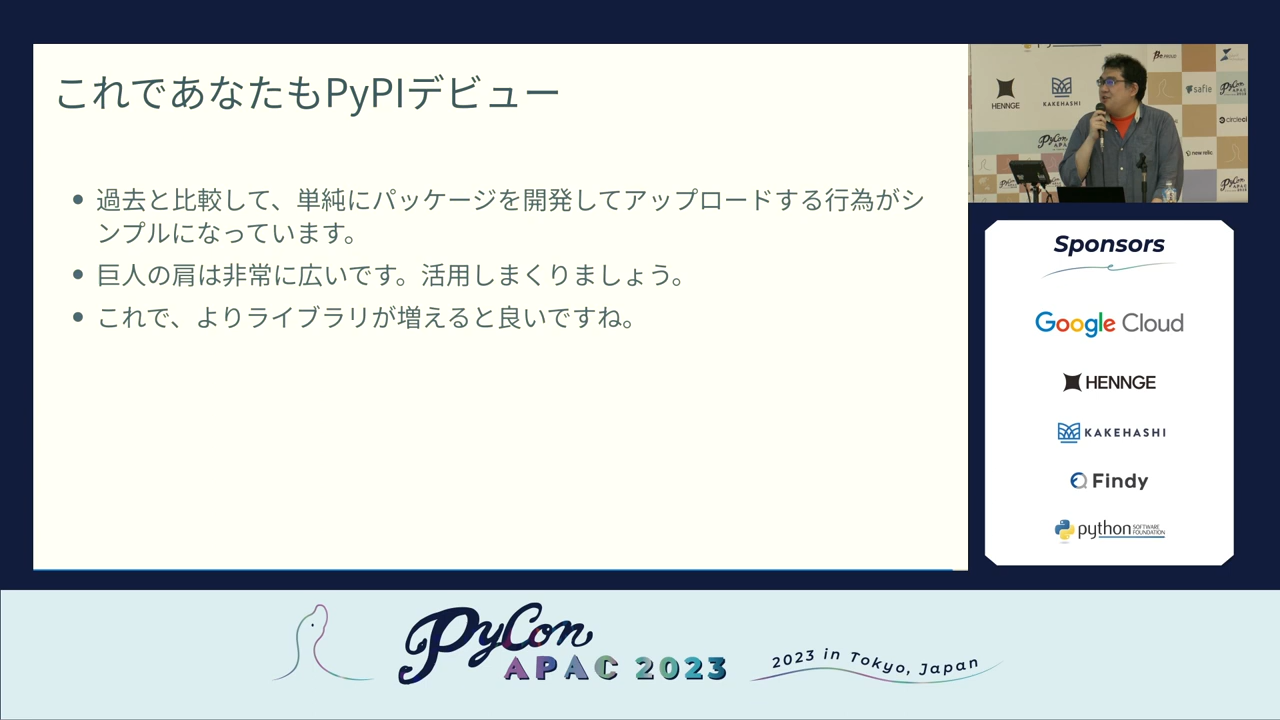 これであなたもPyPIデビュー
過去と比較して、単純にパッケージを開発してアップロードする行為がシ
ンプルになっています。
巨人の肩は非常に広いです。活用しまくりましょう。
これで、よりライブラリが増えると良いですね。
HENNGE
KAKEHASHI
safie
circleci
new relic
Sponsors
Google Cloud
HENNGE
KAKEHASHI
Findy
python SOFTWARE
FOUNDATION
PyCon
APAC 2023
2023 in Tokyo, Japan